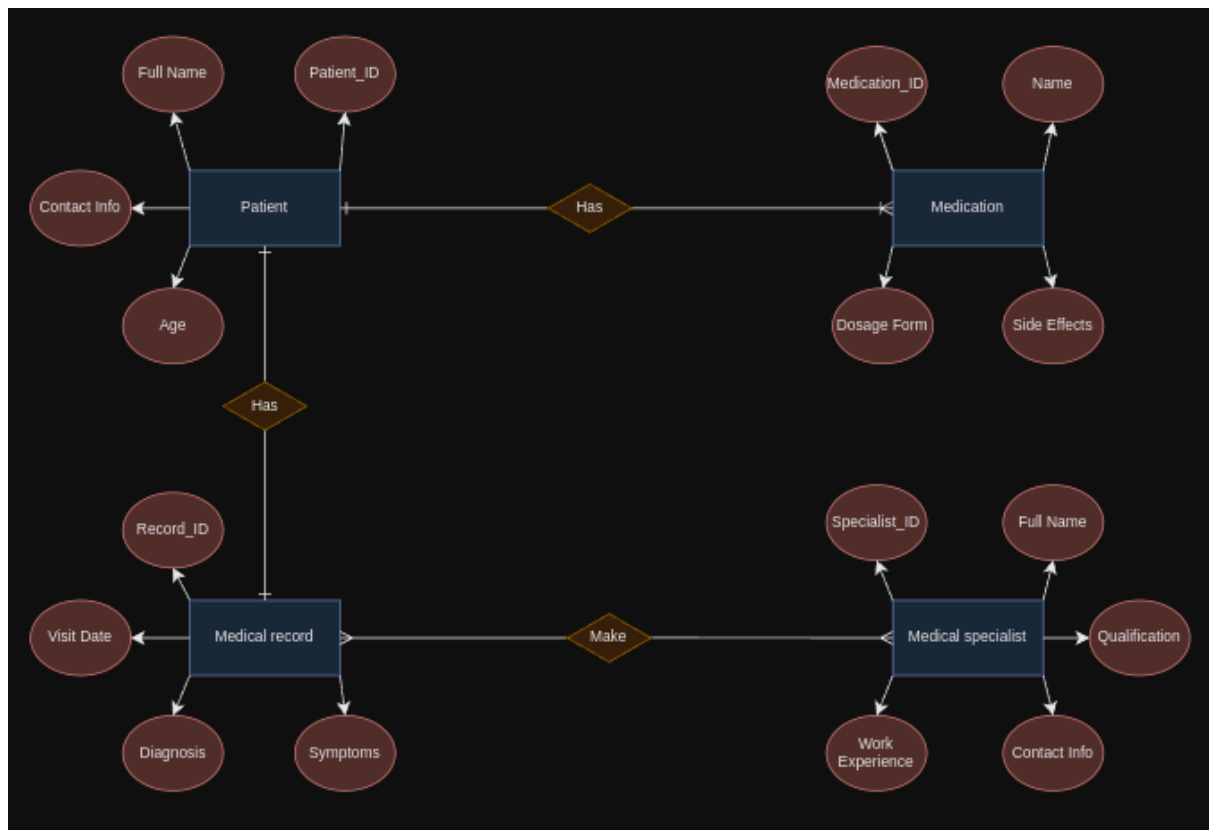 Full Name
Patient_ID
Medication_ID
Name
Contact Info
Patient
Has
Medication
Age
Dosage Form
Side Effects
Has
Record_ID
Specialist_ID
Full Name
Visit Date
Medical record
Make
Medical specialist
Qualification
Diagnosis
Symptoms
Work
Experience
Contact Info